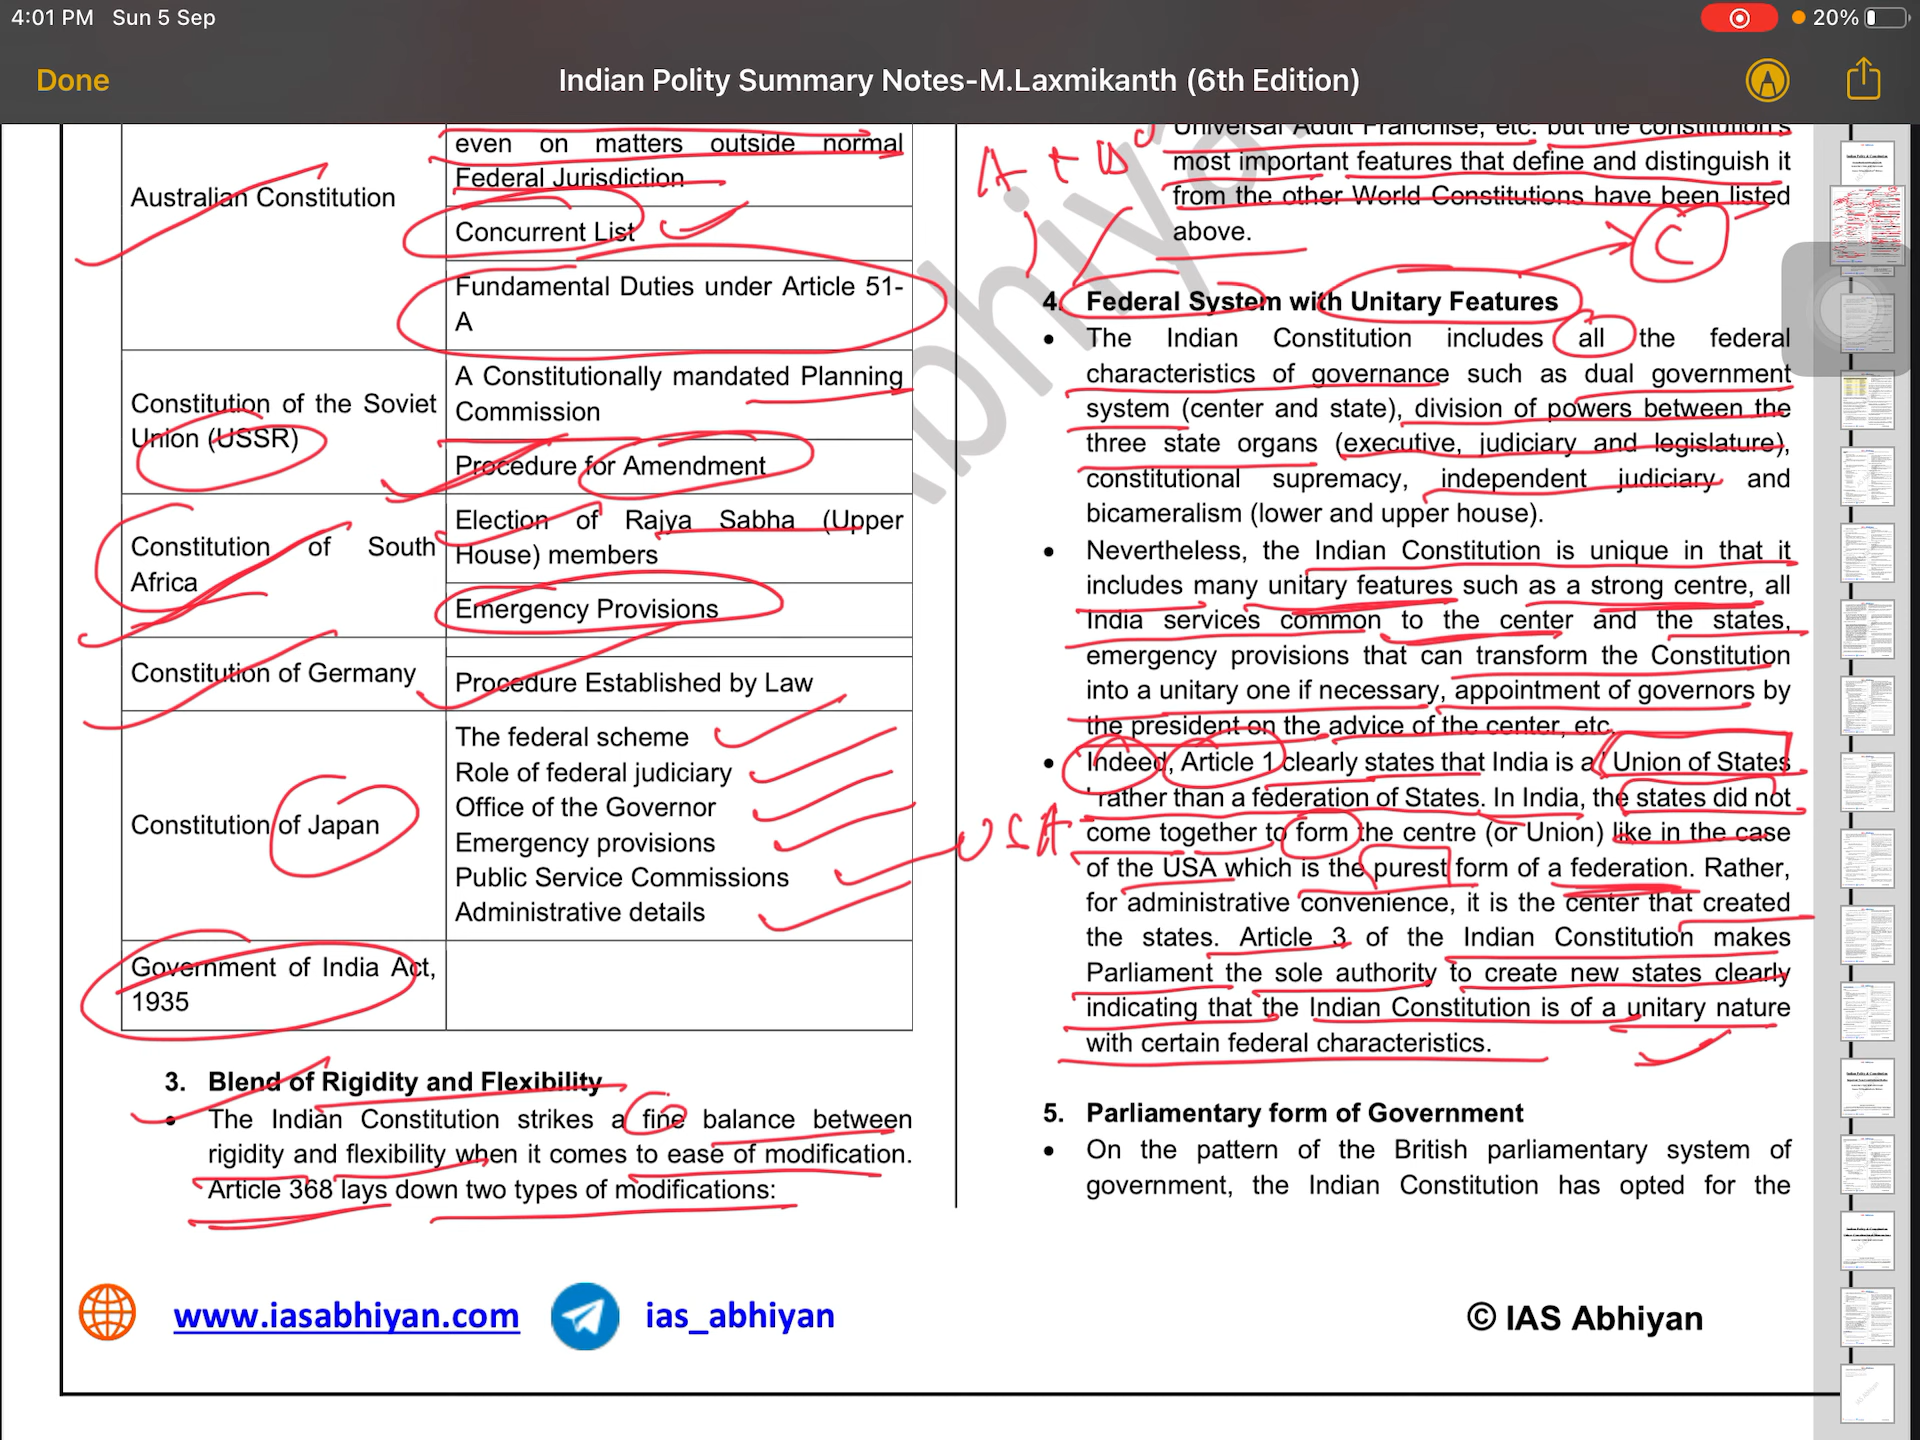 4:01 PM Sun 5 Sep
20%
Done
Indian Polity Summary Notes-M.Laxmikanth (6th Edition)
Australian Constitution
even on matters outside normal
Federal Jurisdiction
Concurrent List
Fundamental Duties under Article 51-
A
Constitution of the Soviet
Union (USSR)
A Constitutionally mandated Planning
Commission
Procedure for Amendment
Constitution of South
Africa
Election of Rajya Sabha (Upper
House) members
Emergency Provisions
Constitution of Germany
Procedure Established by Law
Constitution of Japan
The federal scheme
Role of federal judiciary
Office of the Governor
Emergency provisions
Public Service Commissions
Administrative details
Government of India Act,
1935
3. Blend of Rigidity and Flexibility
• The Indian Constitution strikes a fine balance between
rigidity and flexibility when it comes to ease of modification.
Article 368 lays down two types of modifications:
Universal Adult Franchise, etc. but the constitution's
most important features that define and distinguish it
from the other World Constitutions have been listed
above.
A +
C
4. Federal System with Unitary Features
• The Indian Constitution includes all the federal
characteristics of governance such as dual government
system (center and state), division of powers between the
three state organs (executive, judiciary and legislature),
constitutional supremacy, independent judiciary and
bicameralism (lower and upper house).
• Nevertheless, the Indian Constitution is unique in that it
includes many unitary features such as a strong centre, all
India services common to the center and the states,
emergency provisions that can transform the Constitution
into a unitary one if necessary, appointment of governors by
the president on the advice of the center, etc.
• Indeed, Article 1 clearly states that India is a ' Union of States
' rather than a federation of States. In India, the states did not
come together to form the centre (or Union) like in the case
of the USA which is the purest form of a federation. Rather,
for administrative convenience, it is the center that created
the states. Article 3 of the Indian Constitution makes
Parliament the sole authority to create new states clearly
indicating that the Indian Constitution is of a unitary nature
with certain federal characteristics.
USA
5. Parliamentary form of Government
• On the pattern of the British parliamentary system of
government, the Indian Constitution has opted for the
www.iasabhiyan.com
ias_abhiyan
© IAS Abhiyan